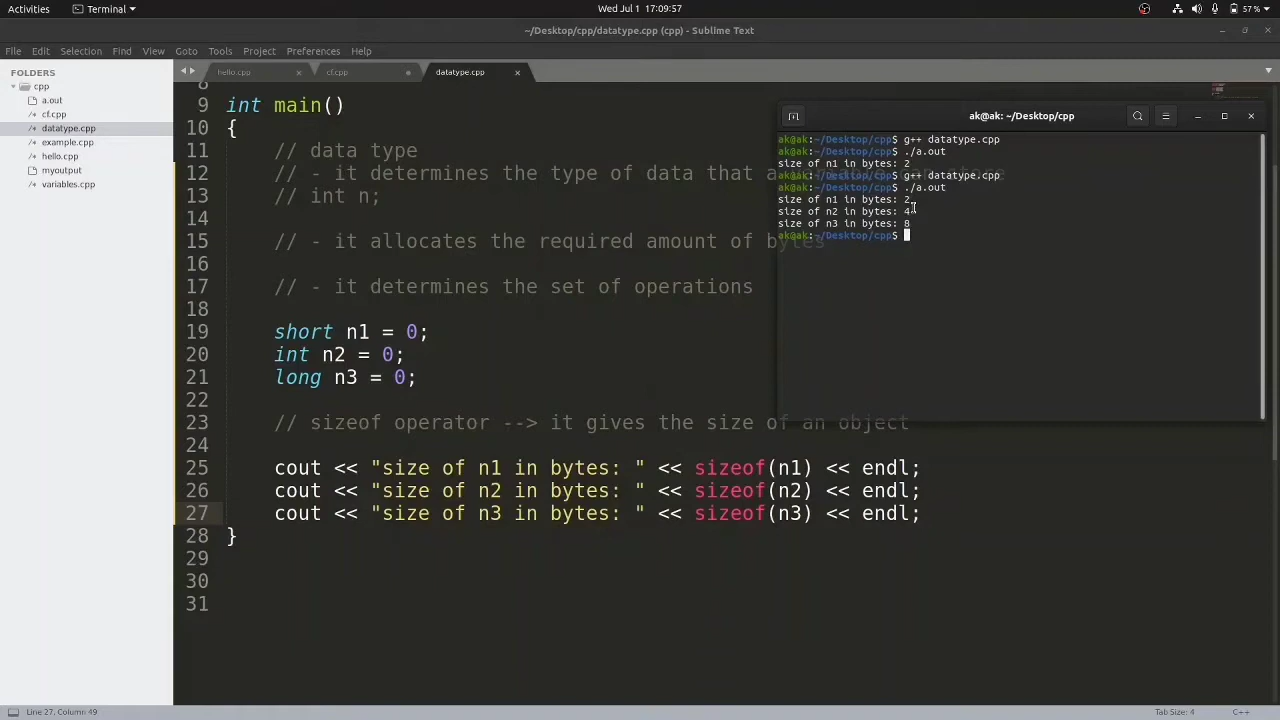 Activities Terminal Wed Jul 1 17:09:57 57 %
~/Desktop/cpp/datatype.cpp (cpp) - Sublime Text
File Edit Selection Find View Goto Tools Project Preferences Help
FOLDERS
cpp
a.out
cf.cpp
datatype.cpp
example.cpp
hello.cpp
myoutput
variables.cpp
hello.cpp cf.cpp datatype.cpp
8
9 int main()
10 {
11 // data type
12 // - it determines the type of data that a
13 // int n;
14
15 // - it allocates the required amount of bytes
16
17 // - it determines the set of operations
18
19 short n1 = 0;
20 int n2 = 0;
21 long n3 = 0;
22
23 // sizeof operator --> it gives the size of an object
24
25 cout << "size of n1 in bytes: " << sizeof(n1) << endl;
26 cout << "size of n2 in bytes: " << sizeof(n2) << endl;
27 cout << "size of n3 in bytes: " << sizeof(n3) << endl;
28 }
29
30
31
ak@ak: ~/Desktop/cpp
ak@ak:~/Desktop/cpp$ g++ datatype.cpp
ak@ak:~/Desktop/cpp$ ./a.out
size of n1 in bytes: 2
ak@ak:~/Desktop/cpp$ g++ datatype.cpp
ak@ak:~/Desktop/cpp$ ./a.out
size of n1 in bytes: 2
size of n2 in bytes: 4
size of n3 in bytes: 8
ak@ak:~/Desktop/cpp$
Line 27, Column 49 Tab Size: 4 C++